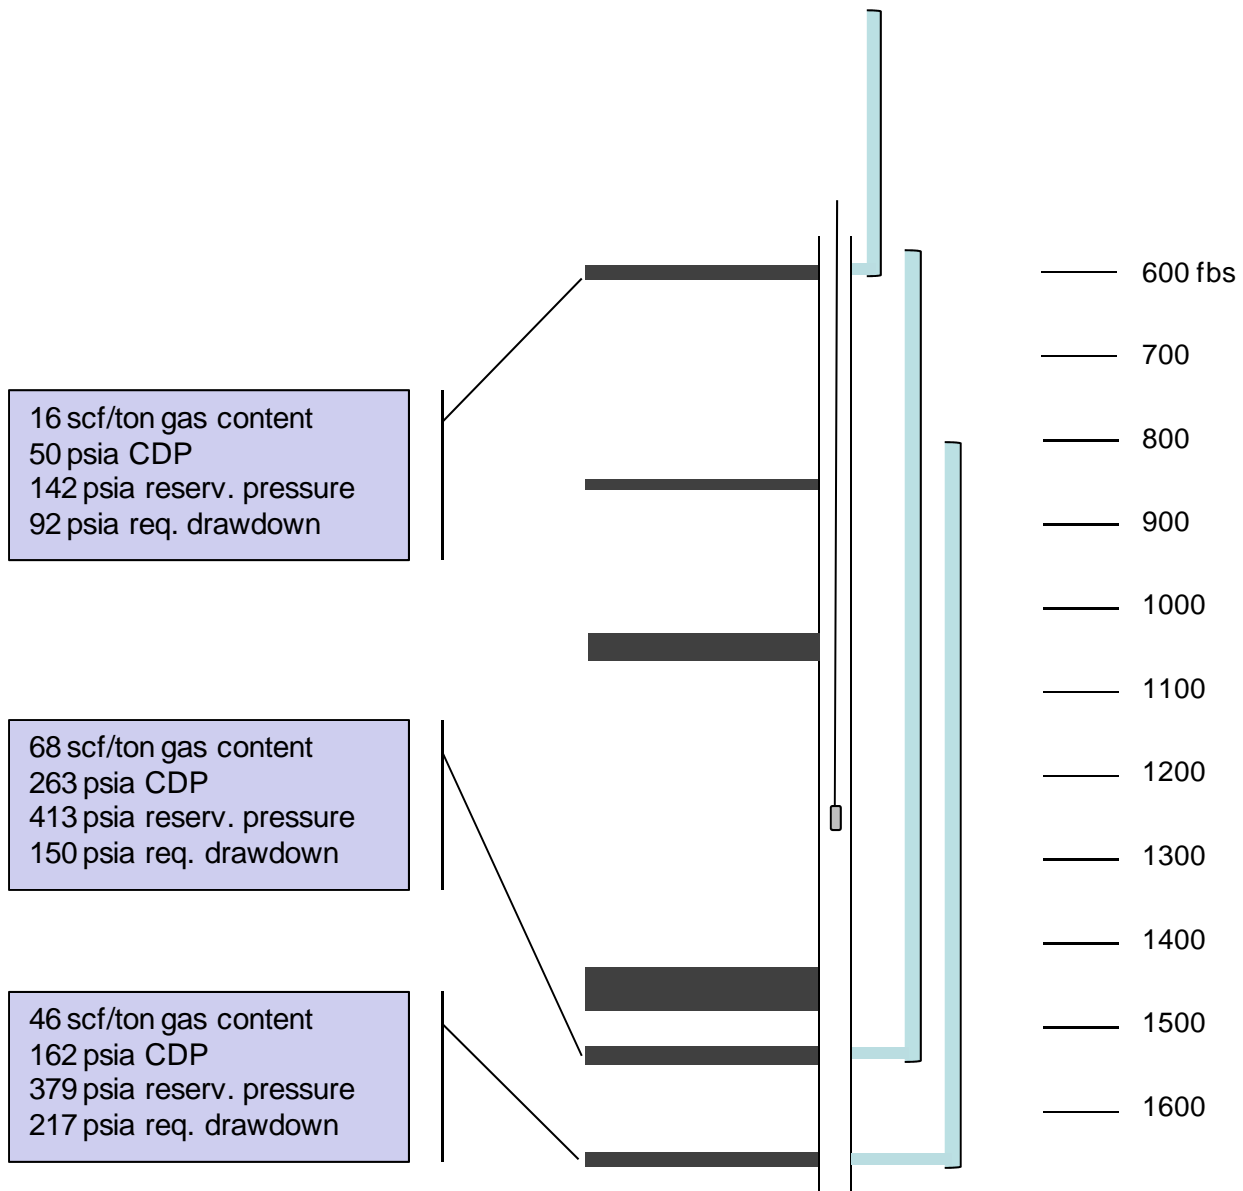 16 scf/ton gas content
50 psia CDP
142 psia reserv. pressure
92 psia req. drawdown
68 scf/ton gas content
263 psia CDP
413 psia reserv. pressure
150 psia req. drawdown
46 scf/ton gas content
162 psia CDP
379 psia reserv. pressure
217 psia req. drawdown
600 fbs
700
800
900
1000
1100
1200
1300
1400
1500
1600